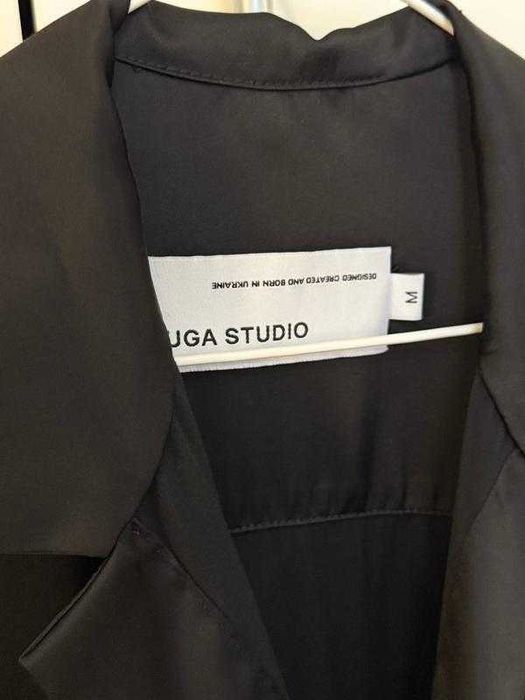 DESIGNED CREATED AND BORN IN UKRAINE
M
UGA STUDIO